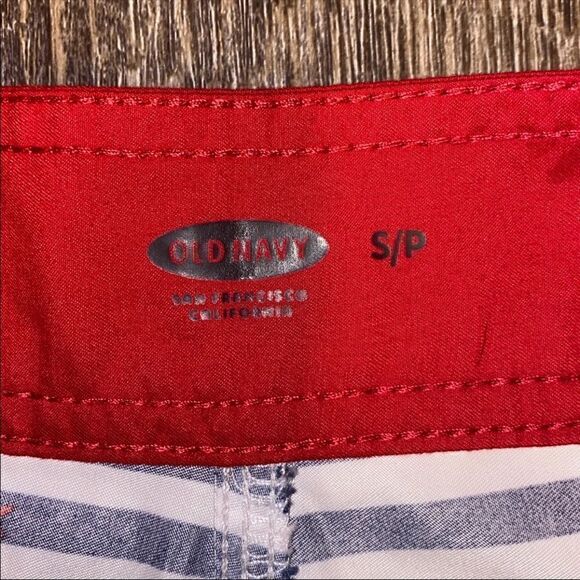 OLD NAVY
S/P
SAN FRANCISCO
CALIFORNIA